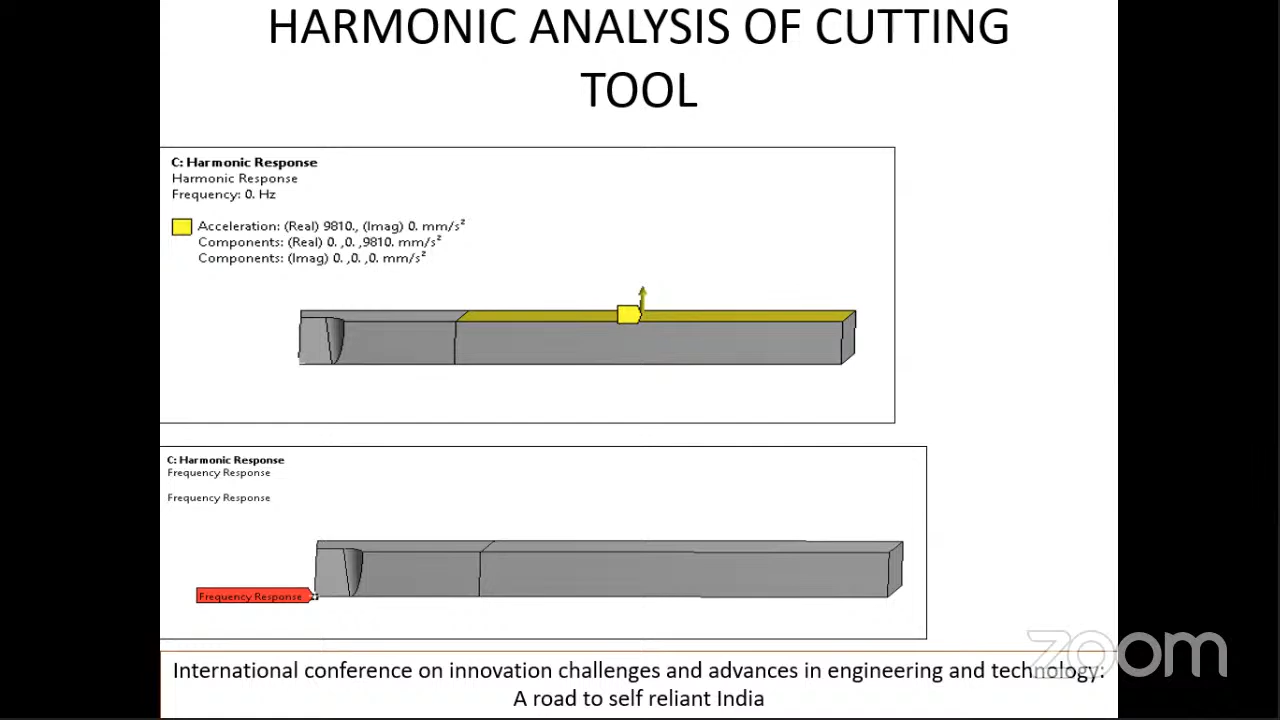 HARMONIC ANALYSIS OF CUTTING
TOOL
C: Harmonic Response
Harmonic Response
Frequency: 0. Hz
Acceleration: (Real) 9810., (Imag) 0. mm/s²
Components: (Real) 0. ,0. ,9810. mm/s²
Components: (Imag) 0. ,0. ,0. mm/s²
C: Harmonic Response
Frequency Response
Frequency Response
Frequency Response
zoom
International conference on innovation challenges and advances in engineering and technology:
A road to self reliant India